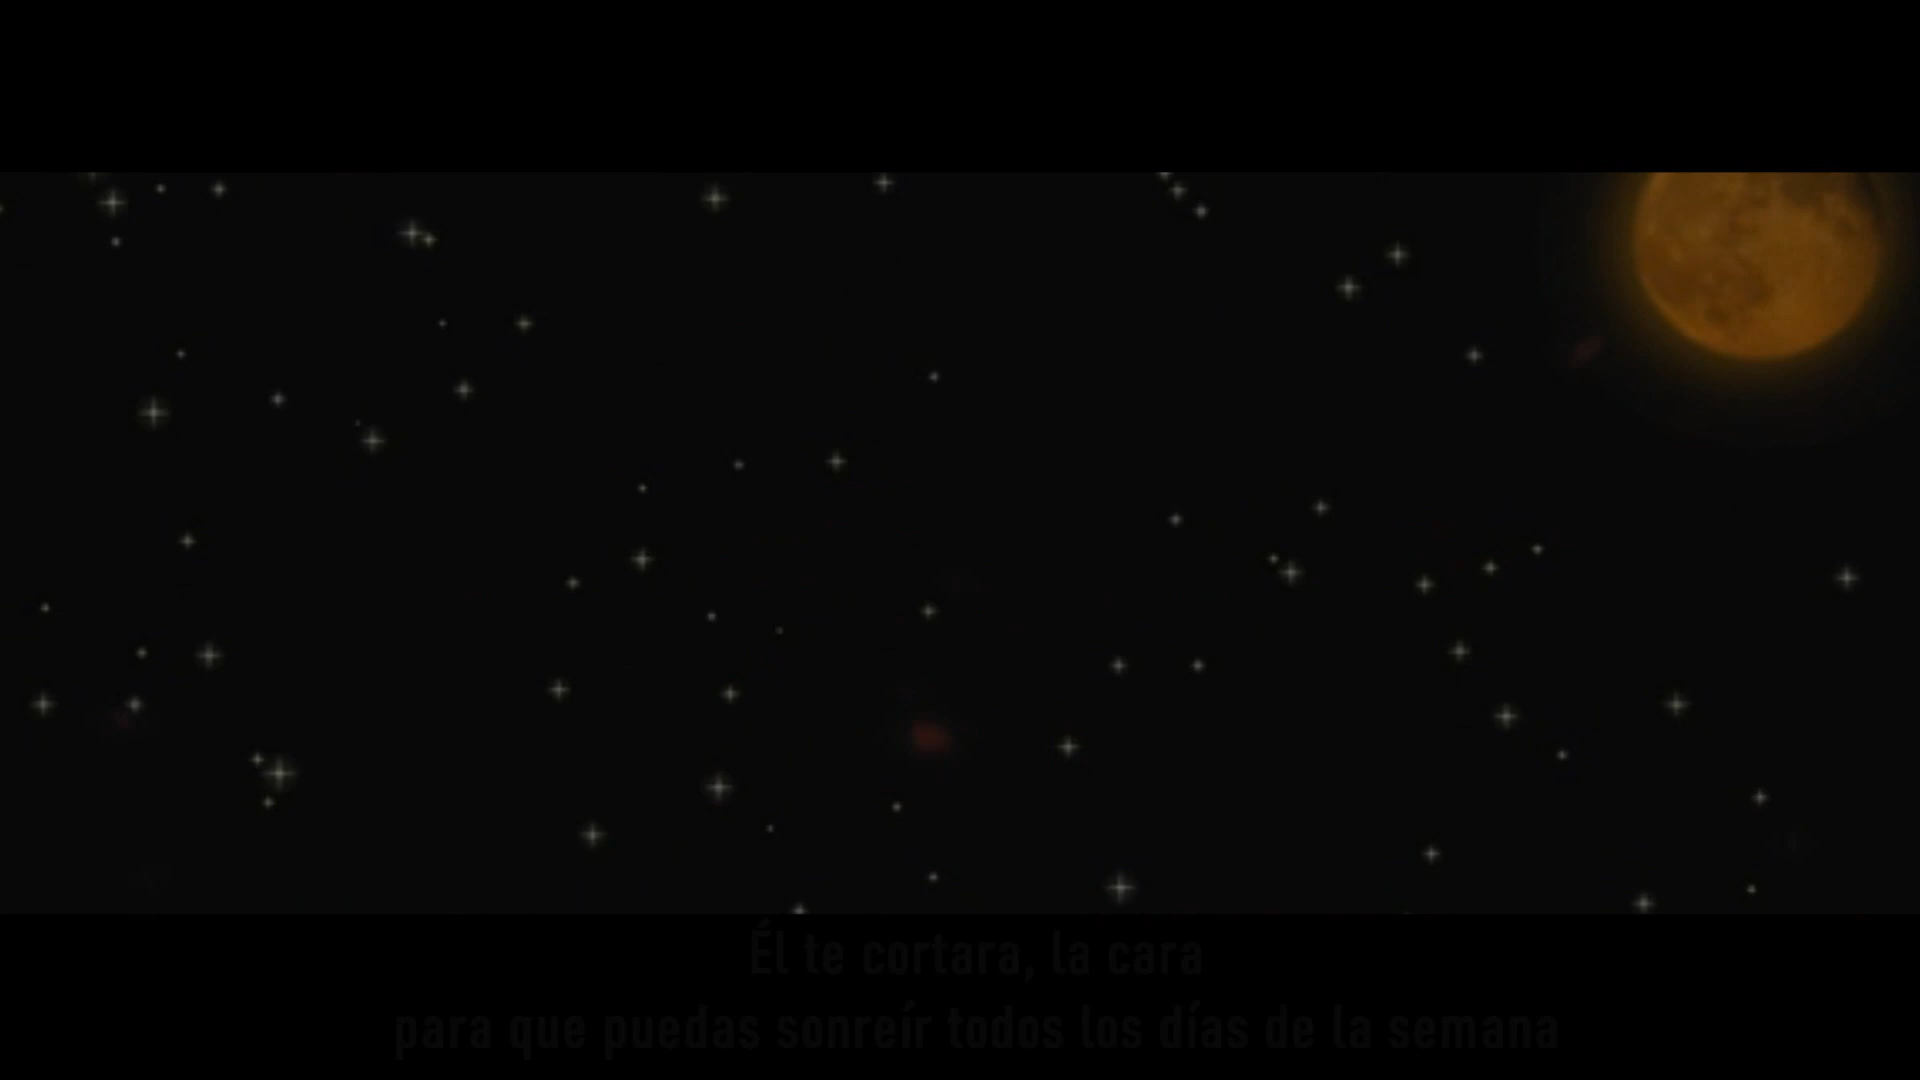 Él te cortara, la cara
para que puedas sonreír todos los días de la semana